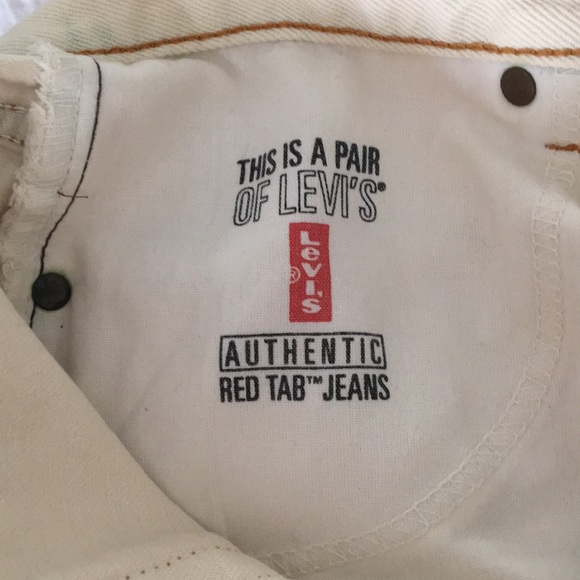 THIS IS A PAIR
OF LEVI'S®
Levi's
®
AUTHENTIC
RED TAB™ JEANS